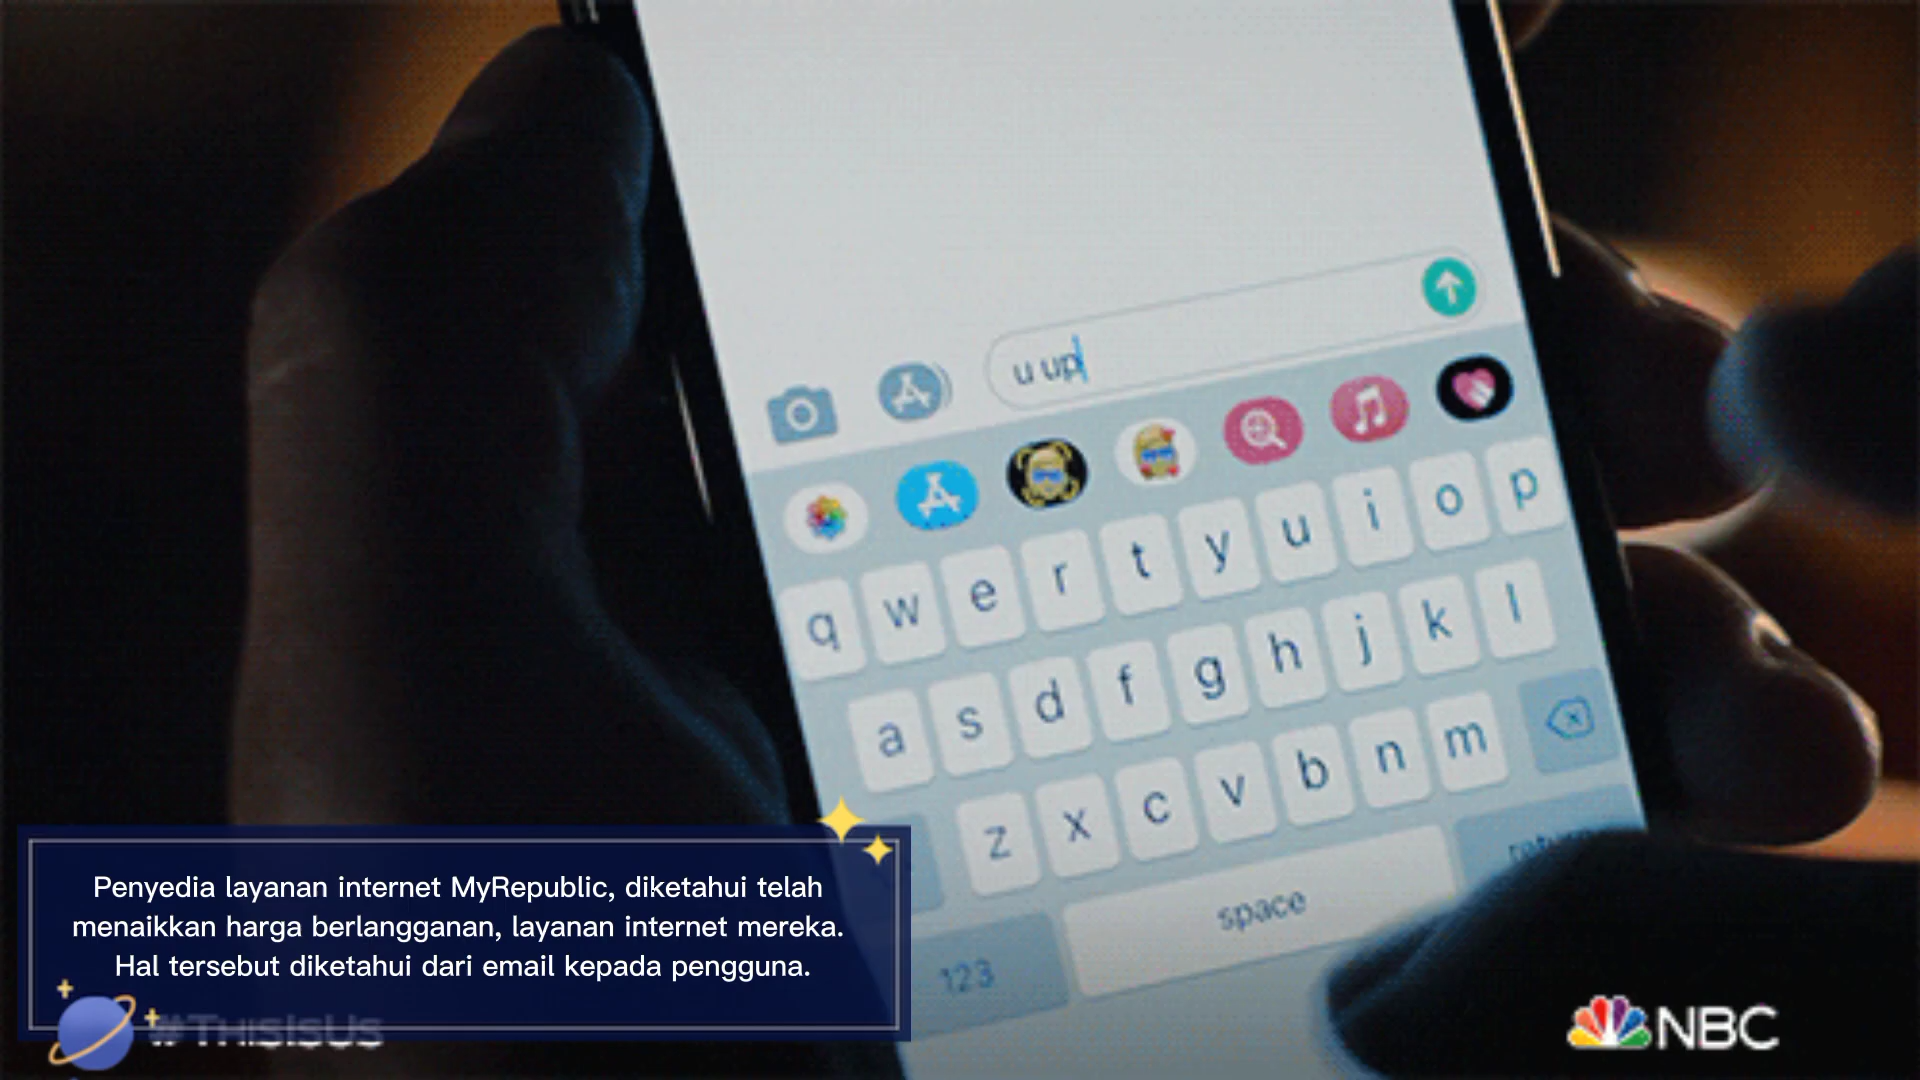 u up
q w e r t y u i o p
a s d f g h j k l
z x c v b n m
space
123
Penyedia layanan internet MyRepublic, diketahui telah
menaikkan harga berlangganan, layanan internet mereka.
Hal tersebut diketahui dari email kepada pengguna.
#THISISUS
NBC